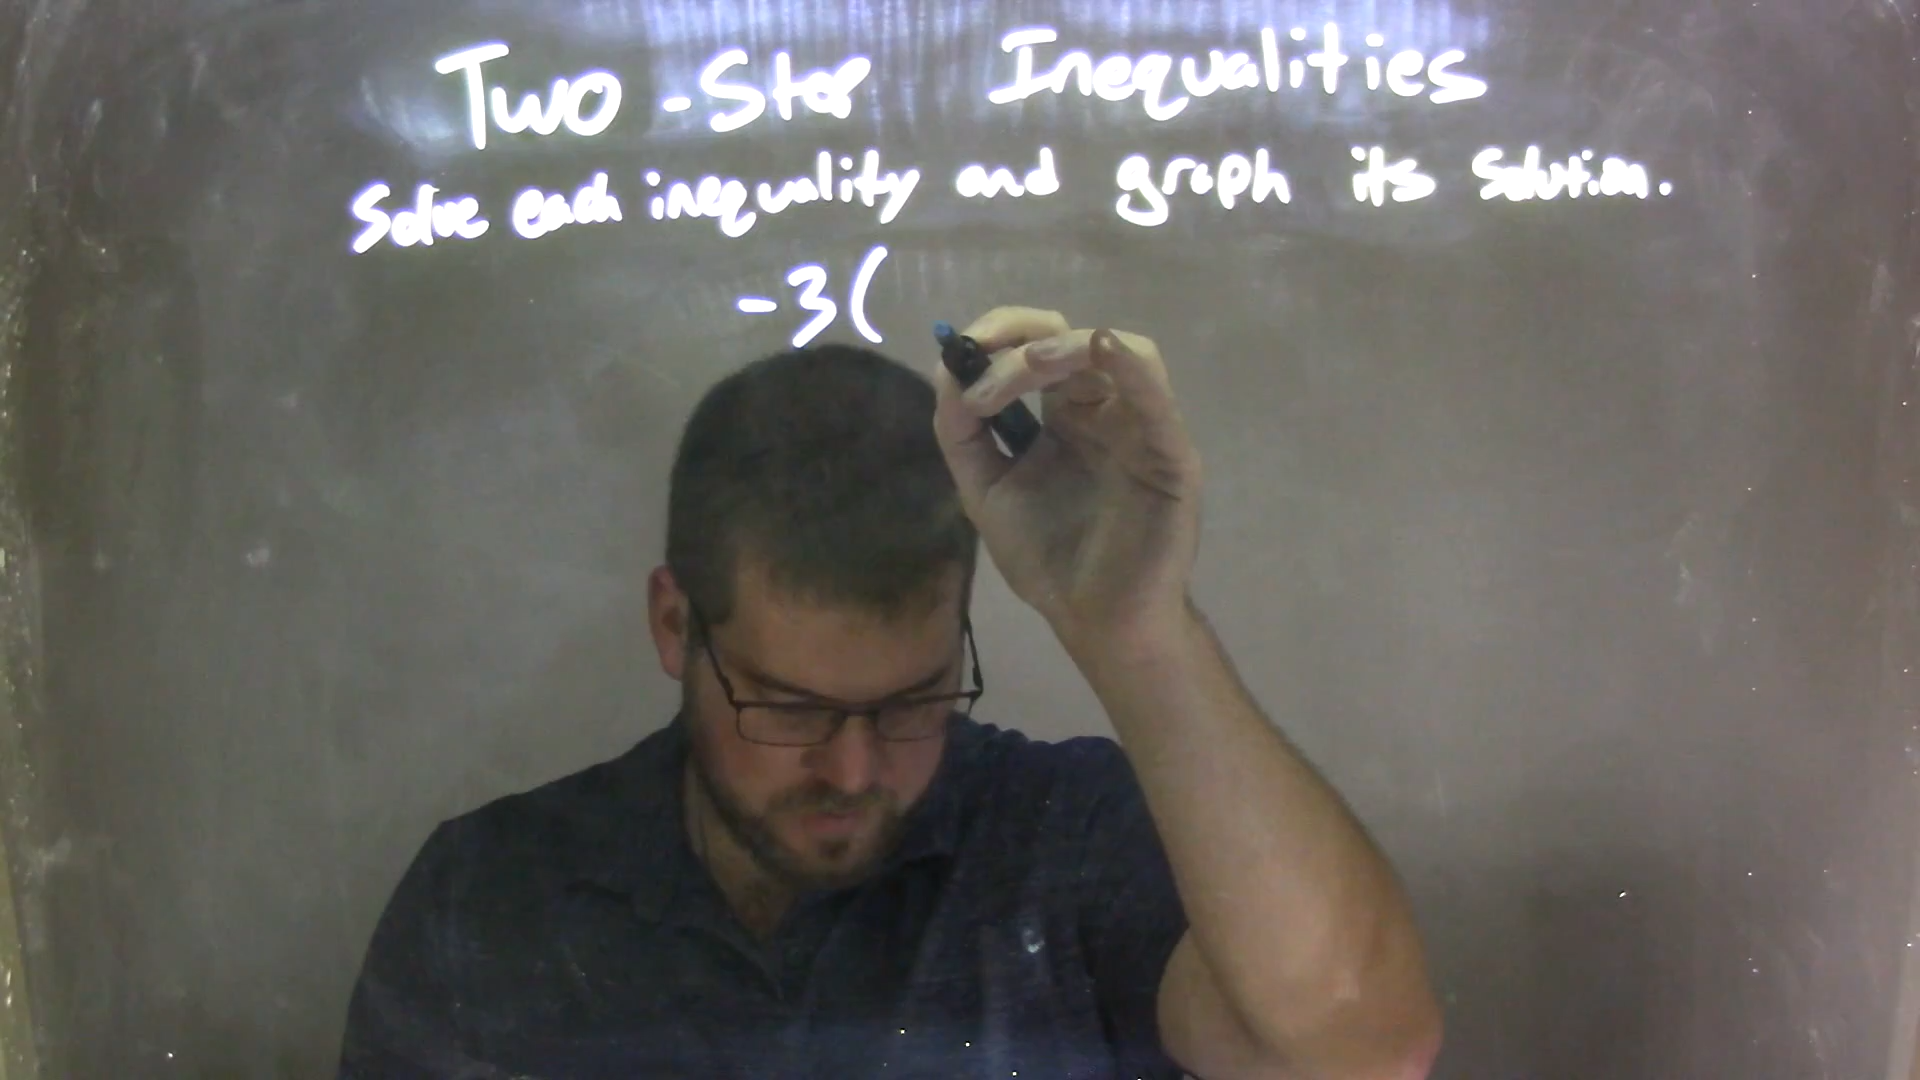 Two-Step Inequalities
Solve each inequality and graph its solution.
-3(